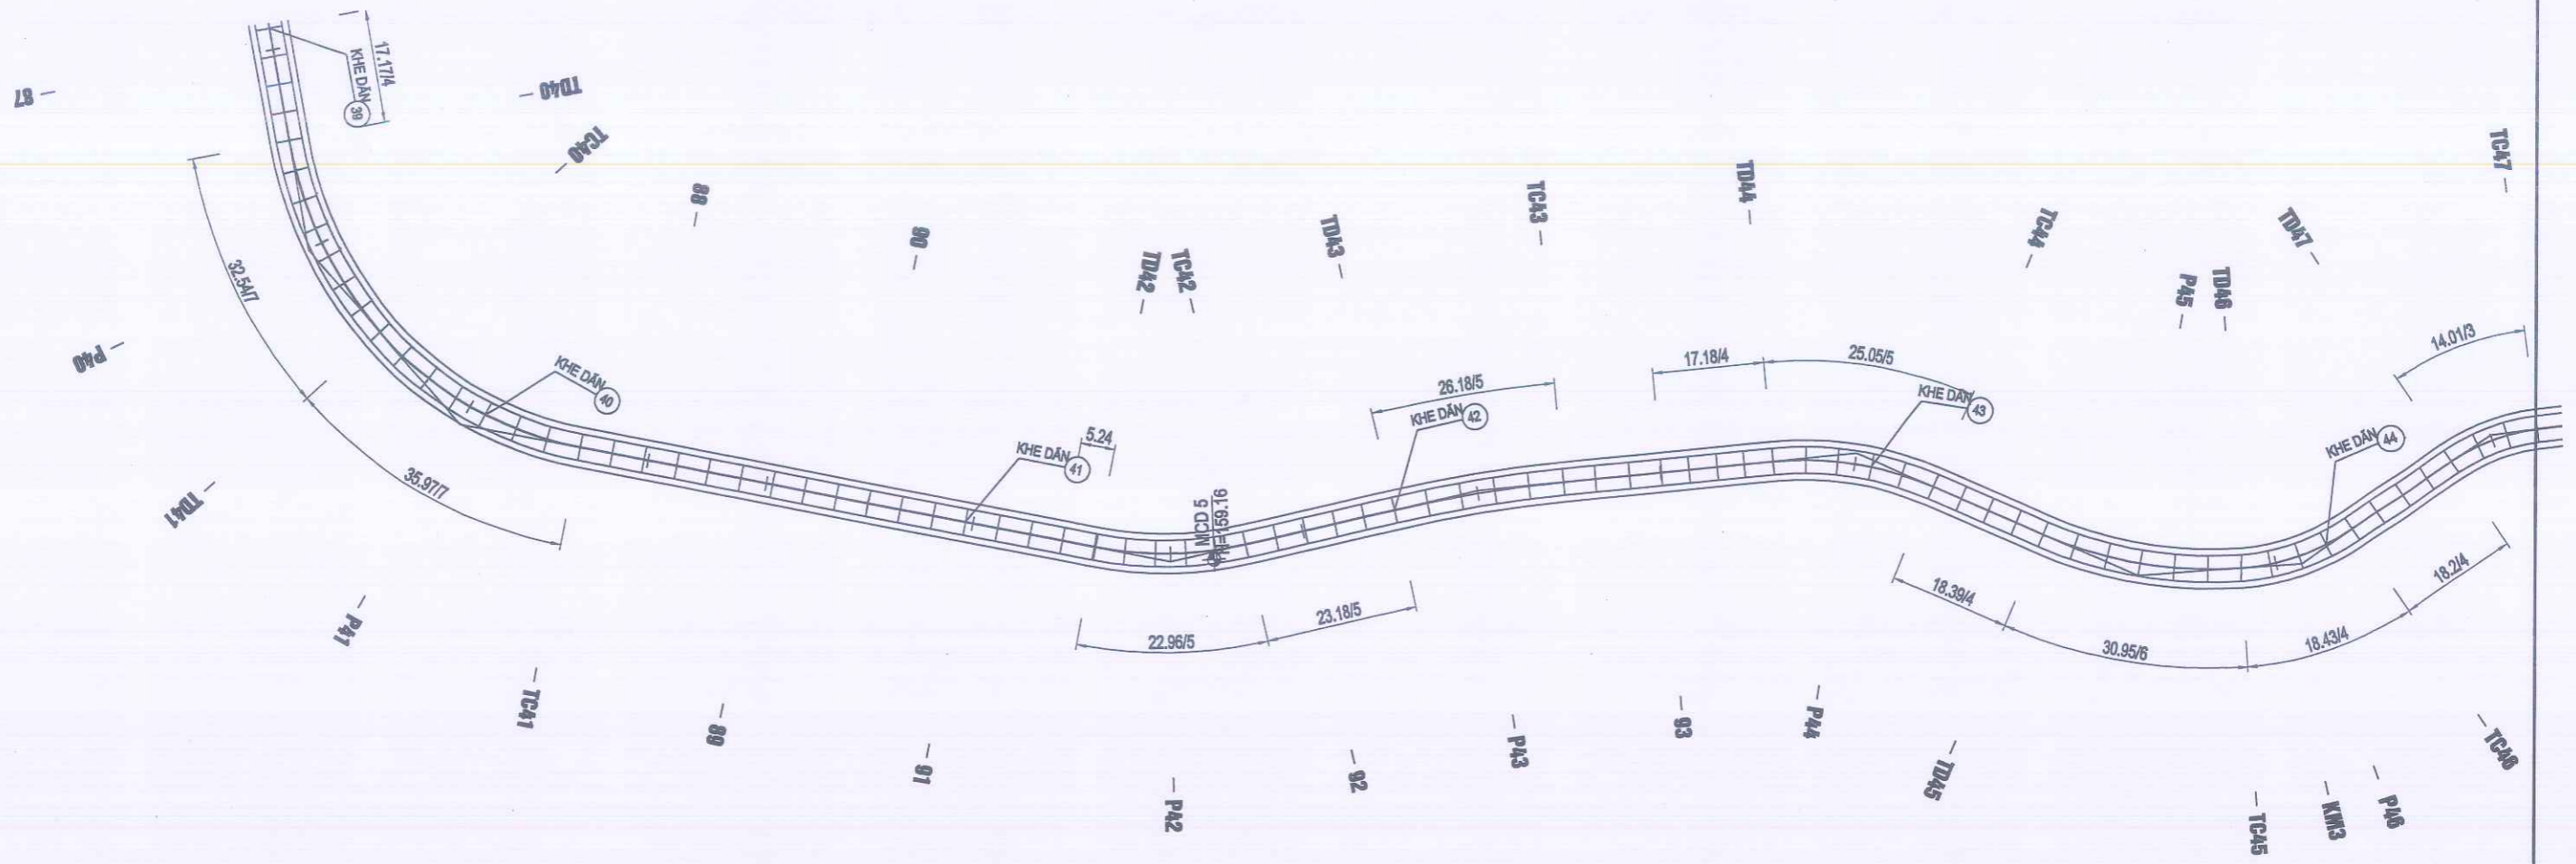 87
17.17/4
KHE DÃN
39
TD40
TC40
88
90
TD42
TC42
TD43
TC43
TD44
TC44
P45
TD46
TD47
TC47
32.54/7
P40
TD41
35.97/7
KHE DÃN
40
KHE DÃN
41
5.24
MCD 5
H=159.16
26.18/5
KHE DÃN
42
17.18/4
25.05/5
KHE DÃN
43
14.01/3
KHE DÃN
44
P41
TC41
89
91
P42
22.96/5
23.18/5
92
P43
93
P44
TD45
18.39/4
30.95/6
18.43/4
18.2/4
TC45
KM3
P46
TC46